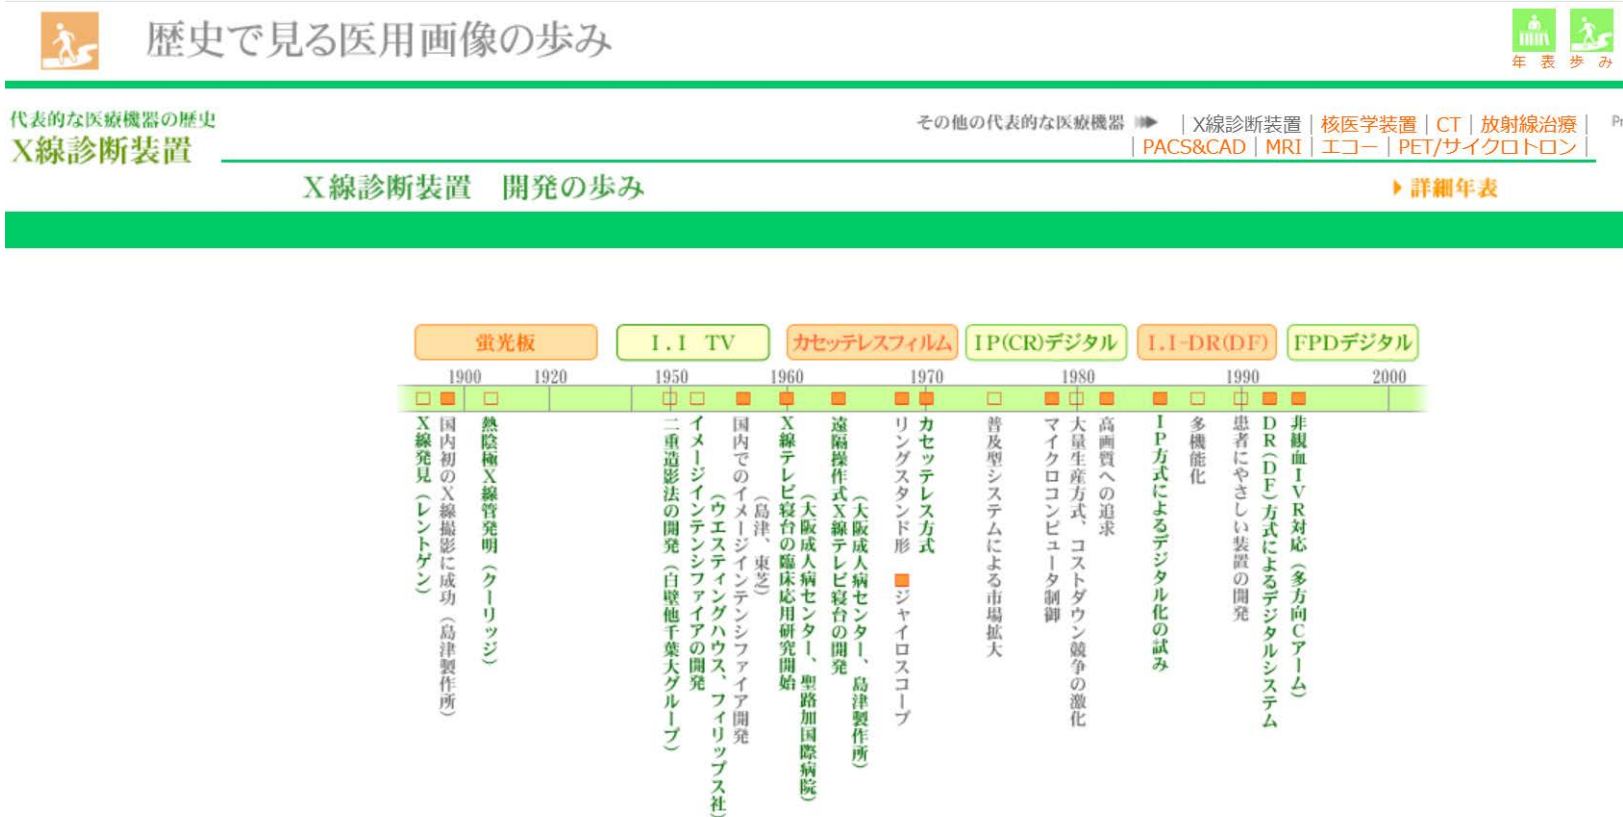 歴史で見る医用画像の歩み
年 表 歩 み
代表的な医療機器の歴史
X線診断装置
その他の代表的な医療機器
|X線診断装置|核医学装置|CT|放射線治療|
|PACS&CAD|MRI|エコー|PET/サイクロトロン|
X線診断装置 開発の歩み
詳細年表
蛍光板
I.I TV
カセッテレスフィルム
IP(CR)デジタル
I.I-DR(DF)
FPDデジタル
1900
1920
1950
1960
1970
1980
1990
2000
X線発見(レントゲン)
国内初のX線撮影に成功(島津製作所)
熱陰極X線管発明(クーリッジ)
二重造影法の開発(白壁他千葉大グループ)
イメージインテンシファイアの開発
(ウエスティングハウス、フィリップス社)
国内でのイメージインテンシファイア開発
(島津、東芝)
X線テレビ寝台の臨床応用研究開始
(大阪成人病センター、聖路加国際病院)
遠隔操作式X線テレビ寝台の開発
(大阪成人病センター、島津製作所)
リングスタンド形
ジャイロスコープ
カセッテレス方式
普及型システムによる市場拡大
マイクロコンピュータ制御
大量生産方式、コストダウン競争の激化
高画質への追求
IP方式によるデジタル化の試み
多機能化
患者にやさしい装置の開発
DR(DF)方式によるデジタルシステム
非観血IVR対応(多方向Cアーム)